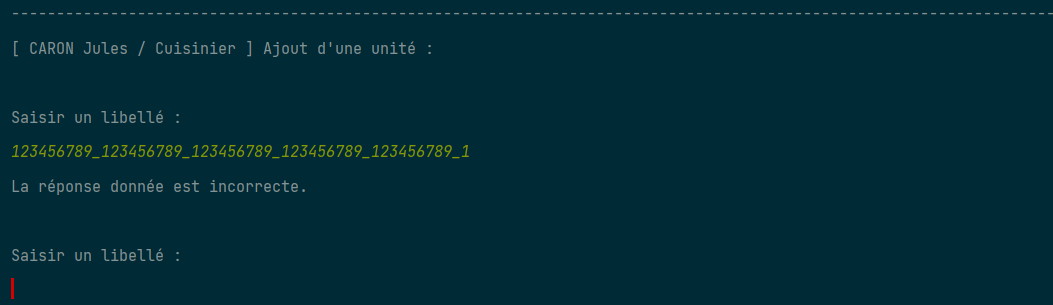 --------------------------------------------------------------------------------------------------------------------
[ CARON Jules / Cuisinier ] Ajout d'une unité :
Saisir un libellé :
123456789_123456789_123456789_123456789_123456789_1
La réponse donnée est incorrecte.
Saisir un libellé :